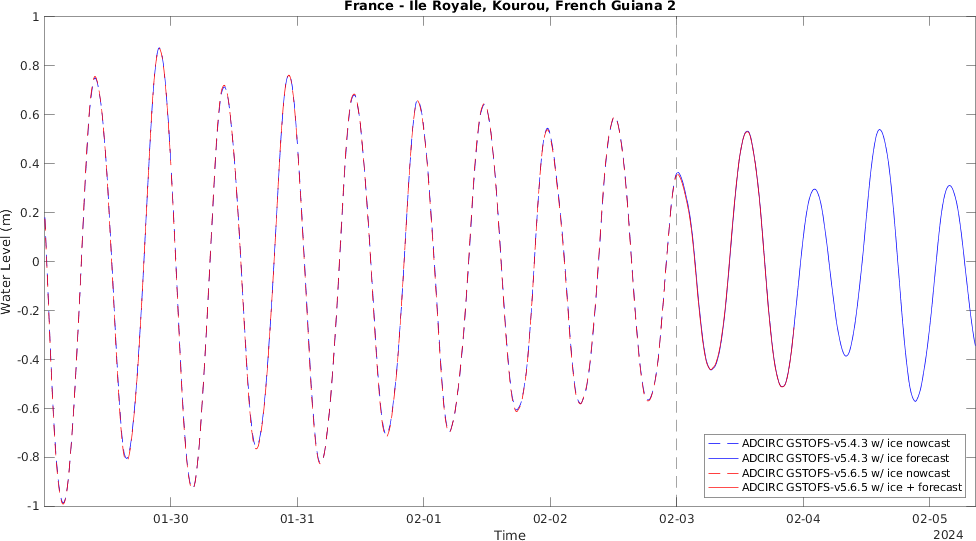 France - Ile Royale, Kourou, French Guiana 2
1
0.8
0.6
0.4
0.2
0
-0.2
-0.4
-0.6
-0.8
-1
Water Level (m)
01-30
01-31
02-01
02-02
02-03
02-04
02-05
Time
2024
ADCIRC GSTOFS-v5.4.3 w/ ice nowcast
ADCIRC GSTOFS-v5.4.3 w/ ice forecast
ADCIRC GSTOFS-v5.6.5 w/ ice nowcast
ADCIRC GSTOFS-v5.6.5 w/ ice + forecast